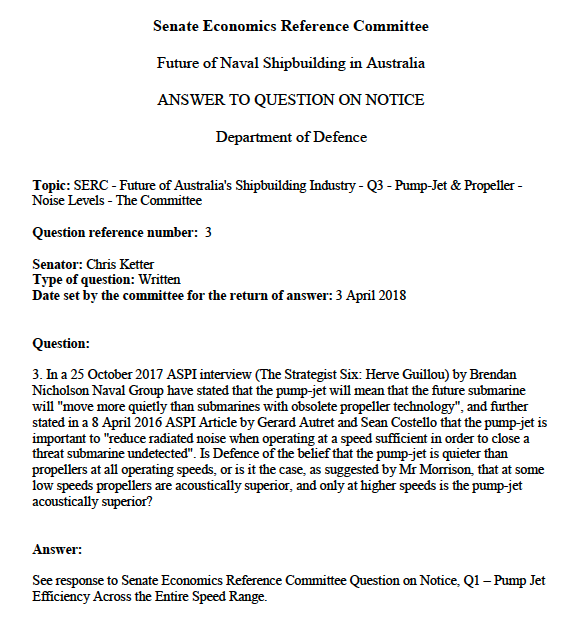 Senate Economics Reference Committee
Future of Naval Shipbuilding in Australia
ANSWER TO QUESTION ON NOTICE
Department of Defence
Topic: SERC - Future of Australia's Shipbuilding Industry - Q3 - Pump-Jet & Propeller -
Noise Levels - The Committee
Question reference number: 3
Senator: Chris Ketter
Type of question: Written
Date set by the committee for the return of answer: 3 April 2018
Question:
3. In a 25 October 2017 ASPI interview (The Strategist Six: Herve Guillou) by Brendan
Nicholson Naval Group have stated that the pump-jet will mean that the future submarine
will "move more quietly than submarines with obsolete propeller technology", and further
stated in a 8 April 2016 ASPI Article by Gerard Autret and Sean Costello that the pump-jet is
important to "reduce radiated noise when operating at a speed sufficient in order to close a
threat submarine undetected". Is Defence of the belief that the pump-jet is quieter than
propellers at all operating speeds, or is it the case, as suggested by Mr Morrison, that at some
low speeds propellers are acoustically superior, and only at higher speeds is the pump-jet
acoustically superior?
Answer:
See response to Senate Economics Reference Committee Question on Notice, Q1 – Pump Jet
Efficiency Across the Entire Speed Range.